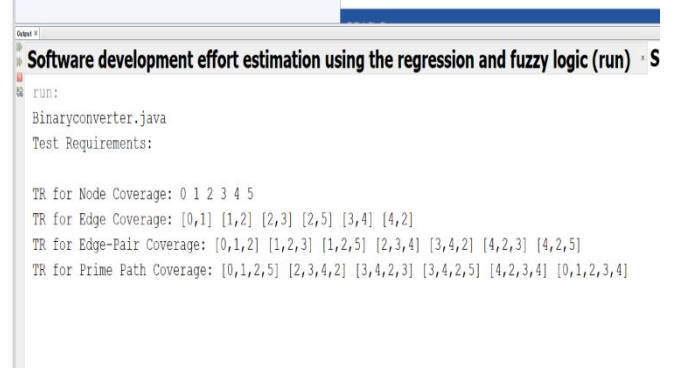 Output ×
Software development effort estimation using the regression and fuzzy logic (run) × S
run:
Binaryconverter.java
Test Requirements:
TR for Node Coverage: 0 1 2 3 4 5
TR for Edge Coverage: [0,1] [1,2] [2,3] [2,5] [3,4] [4,2]
TR for Edge-Pair Coverage: [0,1,2] [1,2,3] [1,2,5] [2,3,4] [3,4,2] [4,2,3] [4,2,5]
TR for Prime Path Coverage: [0,1,2,5] [2,3,4,2] [3,4,2,3] [3,4,2,5] [4,2,3,4] [0,1,2,3,4]